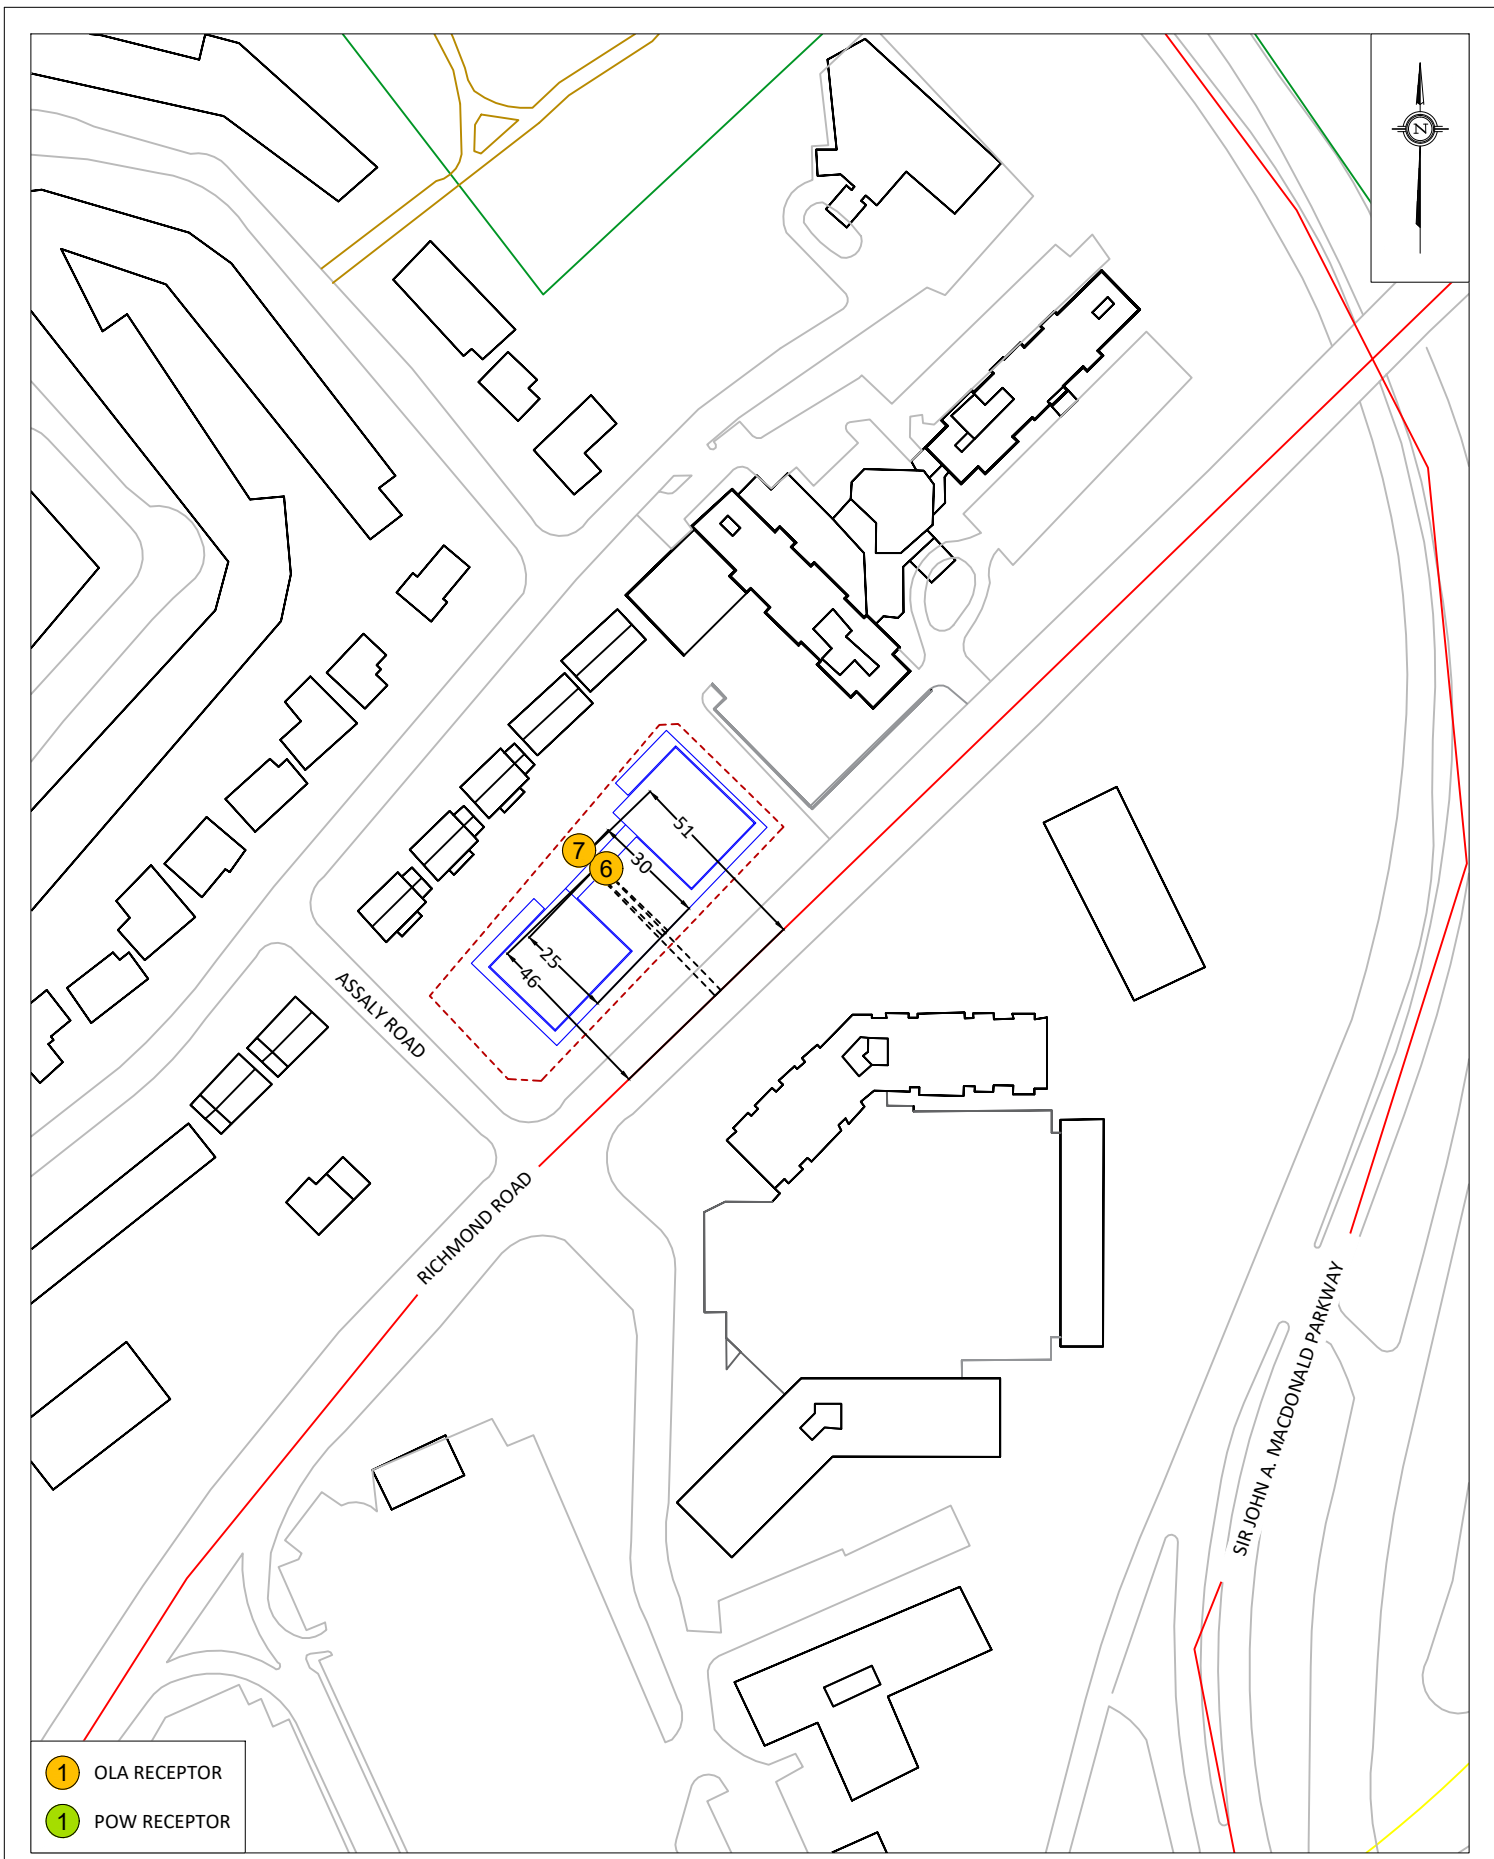 N
51
30
7
6
25
46
ASSALY ROAD
RICHMOND ROAD
SIR JOHN A. MACDONALD PARKWAY
1 OLA RECEPTOR
1 POW RECEPTOR